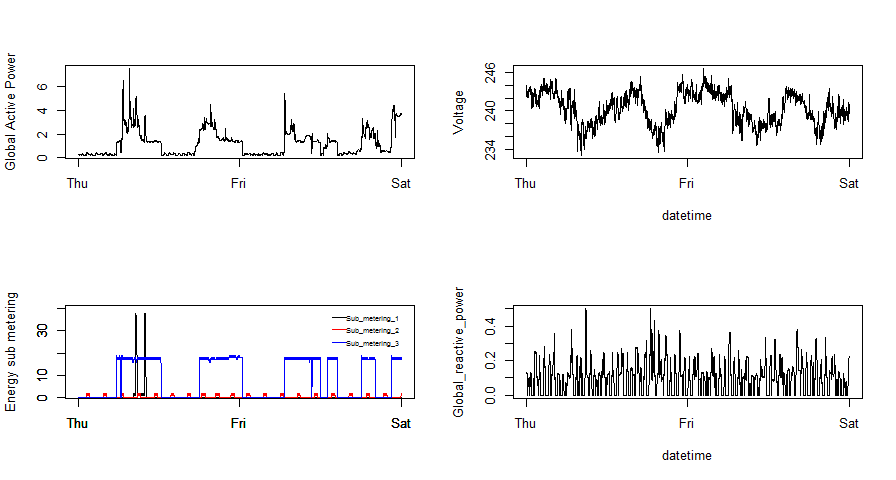 Global Active Power
0 2 4 6
Thu Fri Sat
Voltage
234 240 246
Thu Fri Sat
datetime
Energy sub metering
0 10 30
Sub_metering_1
Sub_metering_2
Sub_metering_3
Thu Fri Sat
Global_reactive_power
0.0 0.2 0.4
Thu Fri Sat
datetime